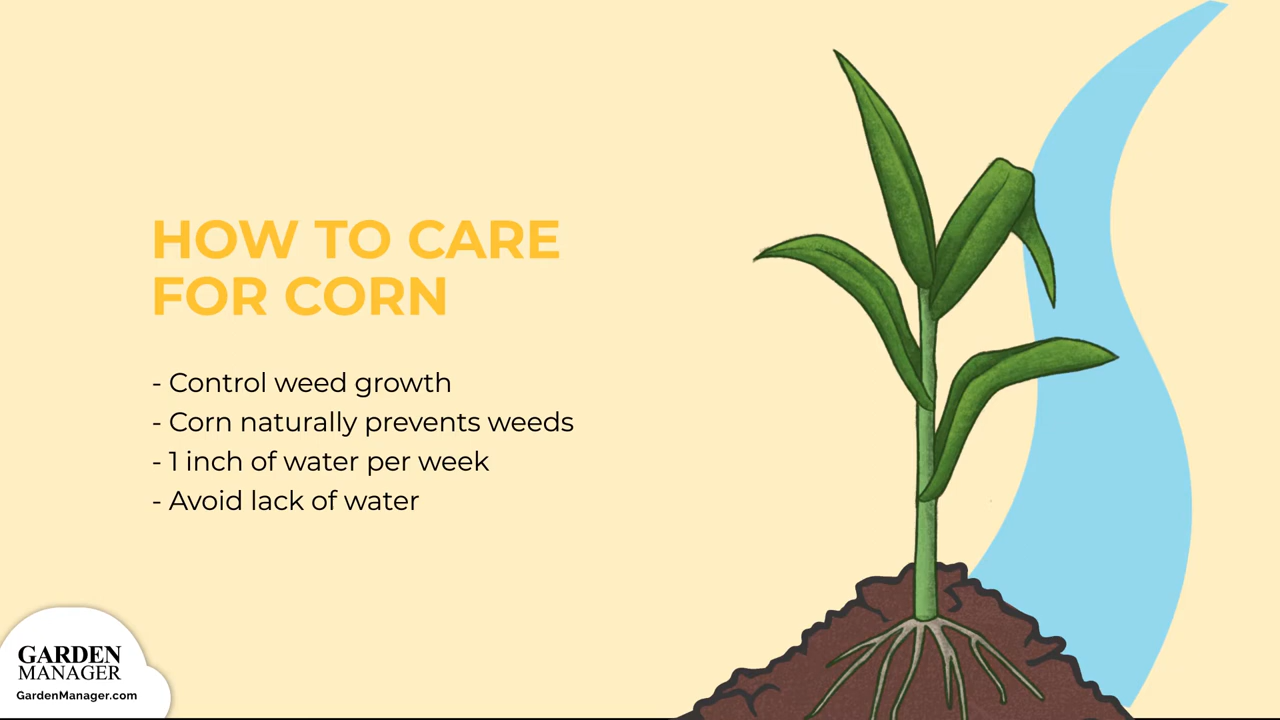 HOW TO CARE
FOR CORN
- Control weed growth
- Corn naturally prevents weeds
- 1 inch of water per week
- Avoid lack of water
GARDEN
MANAGER
GardenManager.com